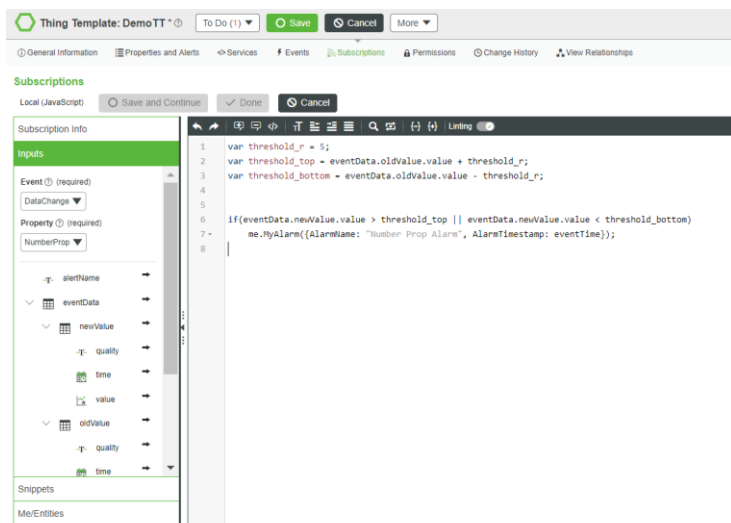 Thing Template: DemoTT * To Do (1) Save Cancel More
General Information Properties and Alerts Services Events Subscriptions Permissions Change History View Relationships
Subscriptions
Local (JavaScript) Save and Continue Done Cancel
Subscription Info
Linting
Inputs
Event (required)
DataChange
Property (required)
NumberProp
alertName
eventData
newValue
quality
time
value
oldValue
quality
time
Snippets
Me/Entities
1 var threshold_r = 5;
2 var threshold_top = eventData.oldValue.value + threshold_r;
3 var threshold_bottom = eventData.oldValue.value - threshold_r;
4
5
6 if(eventData.newValue.value > threshold_top || eventData.newValue.value < threshold_bottom)
7 me.MyAlarm({AlarmName: "Number Prop Alarm", AlarmTimestamp: eventTime});
8